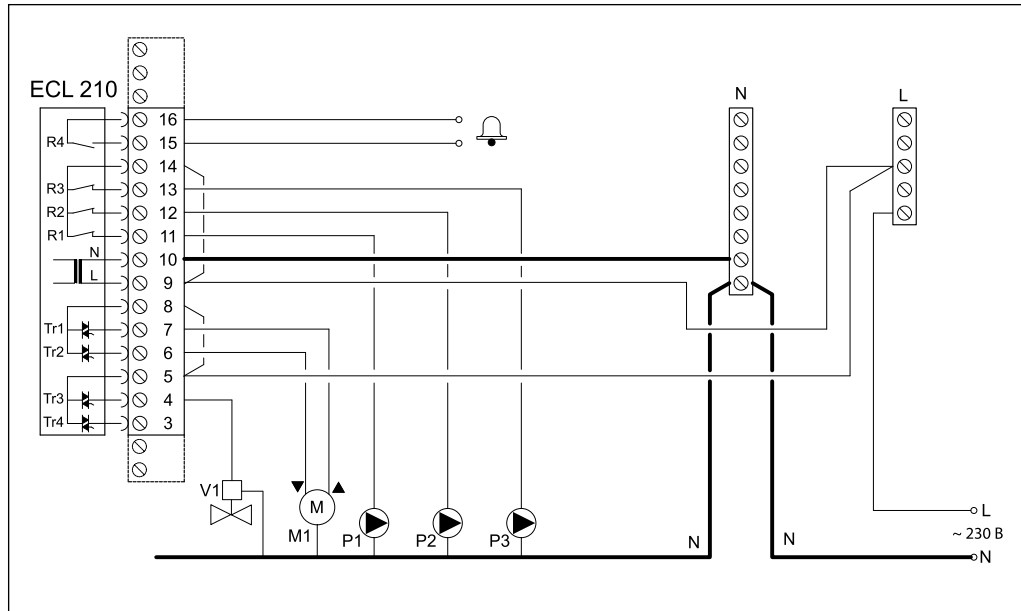 ECL 210
N
L
16
R4
15
14
R3
13
R2
12
R1
11
N
10
L
9
8
Tr1
7
Tr2
6
5
Tr3
4
Tr4
3
V1
M
M1
P1
P2
P3
N
N
L
~ 230 В
N